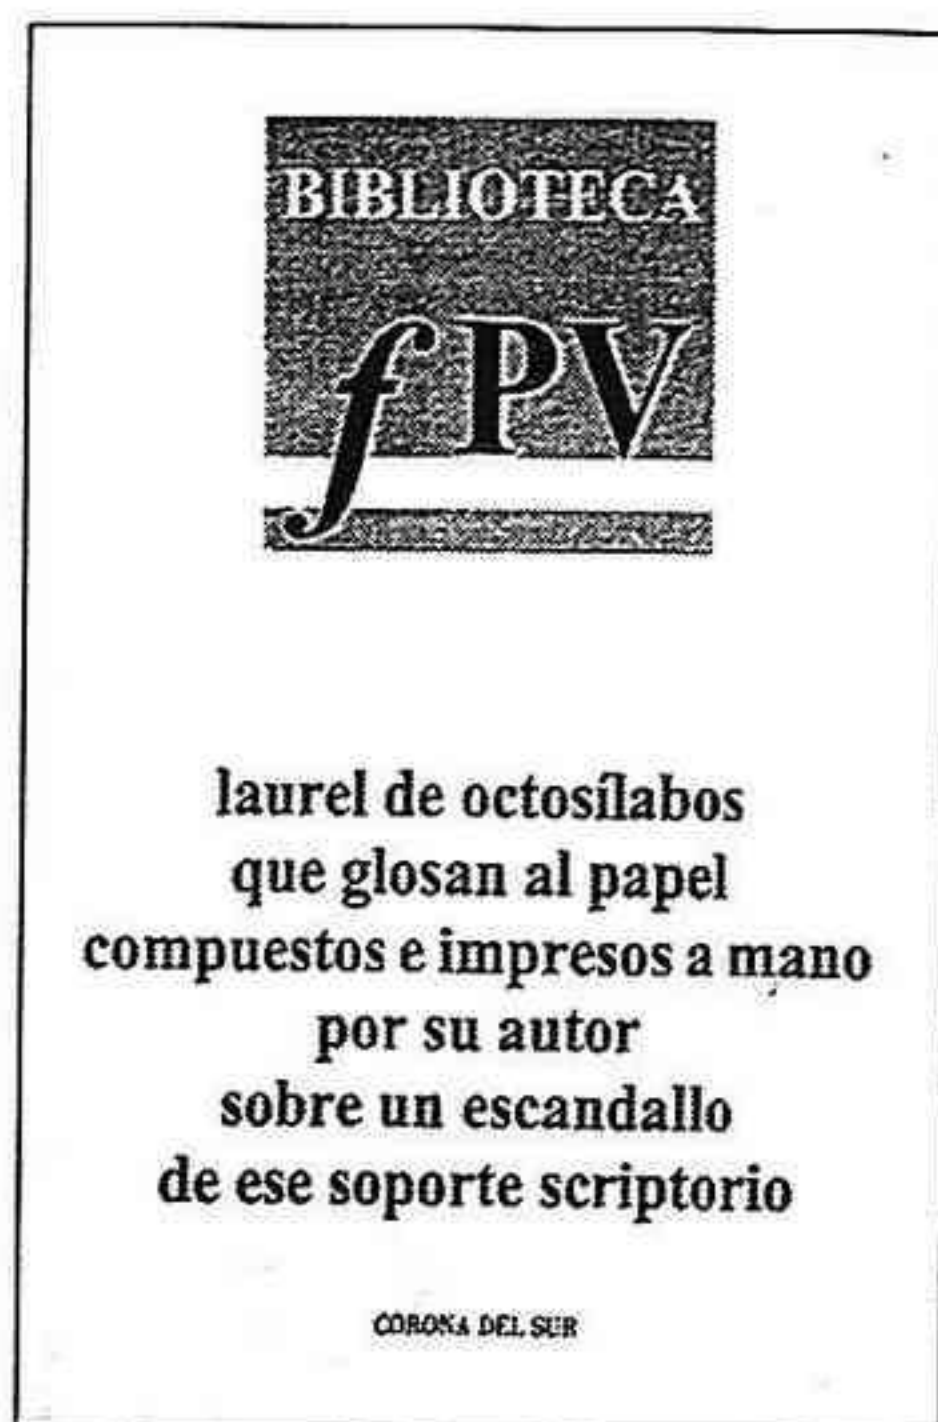 BIBLIOTECA
fPV
laurel de octosílabos
que glosan al papel
compuestos e impresos a mano
por su autor
sobre un escandallo
de ese soporte scriptorio
CORONA DEL SUR